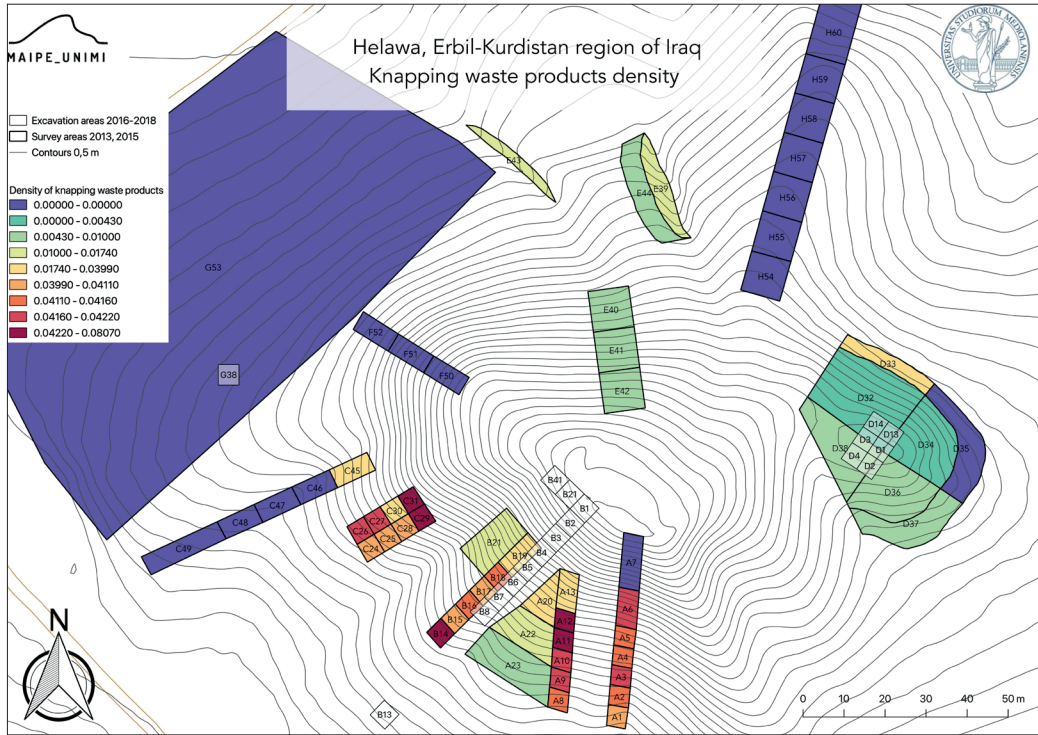 MAIPE_UNIMI
Helawa, Erbil-Kurdistan region of Iraq
Knapping waste products density
UNIVERSITAS STUDIORUM MEDIOLANENSIS
Excavation areas 2016-2018
Survey areas 2013, 2015
Contours 0,5 m
Density of knapping waste products
0.00000 - 0.00000
0.00000 - 0.00430
0.00430 - 0.01000
0.01000 - 0.01740
0.01740 - 0.03990
0.03990 - 0.04110
0.04110 - 0.04160
0.04160 - 0.04220
0.04220 - 0.08070
H60
H59
H58
H57
H56
H55
H54
E43
E44
E39
E40
E41
E42
G53
G38
F52
F51
F50
D33
D32
D14
D13
D3
D1
D4
D2
D38
D34
D35
D36
D37
C45
C46
C47
C48
C49
C31
C30
C29
C27
C28
C26
C25
C24
B41
B21
B1
B2
B3
B4
B5
B6
B7
B8
B21
B19
B18
B17
B16
B15
B14
B13
A7
A6
A5
A4
A3
A2
A1
A13
A20
A12
A22
A11
A10
A23
A9
A8
N
0 10 20 30 40 50 m